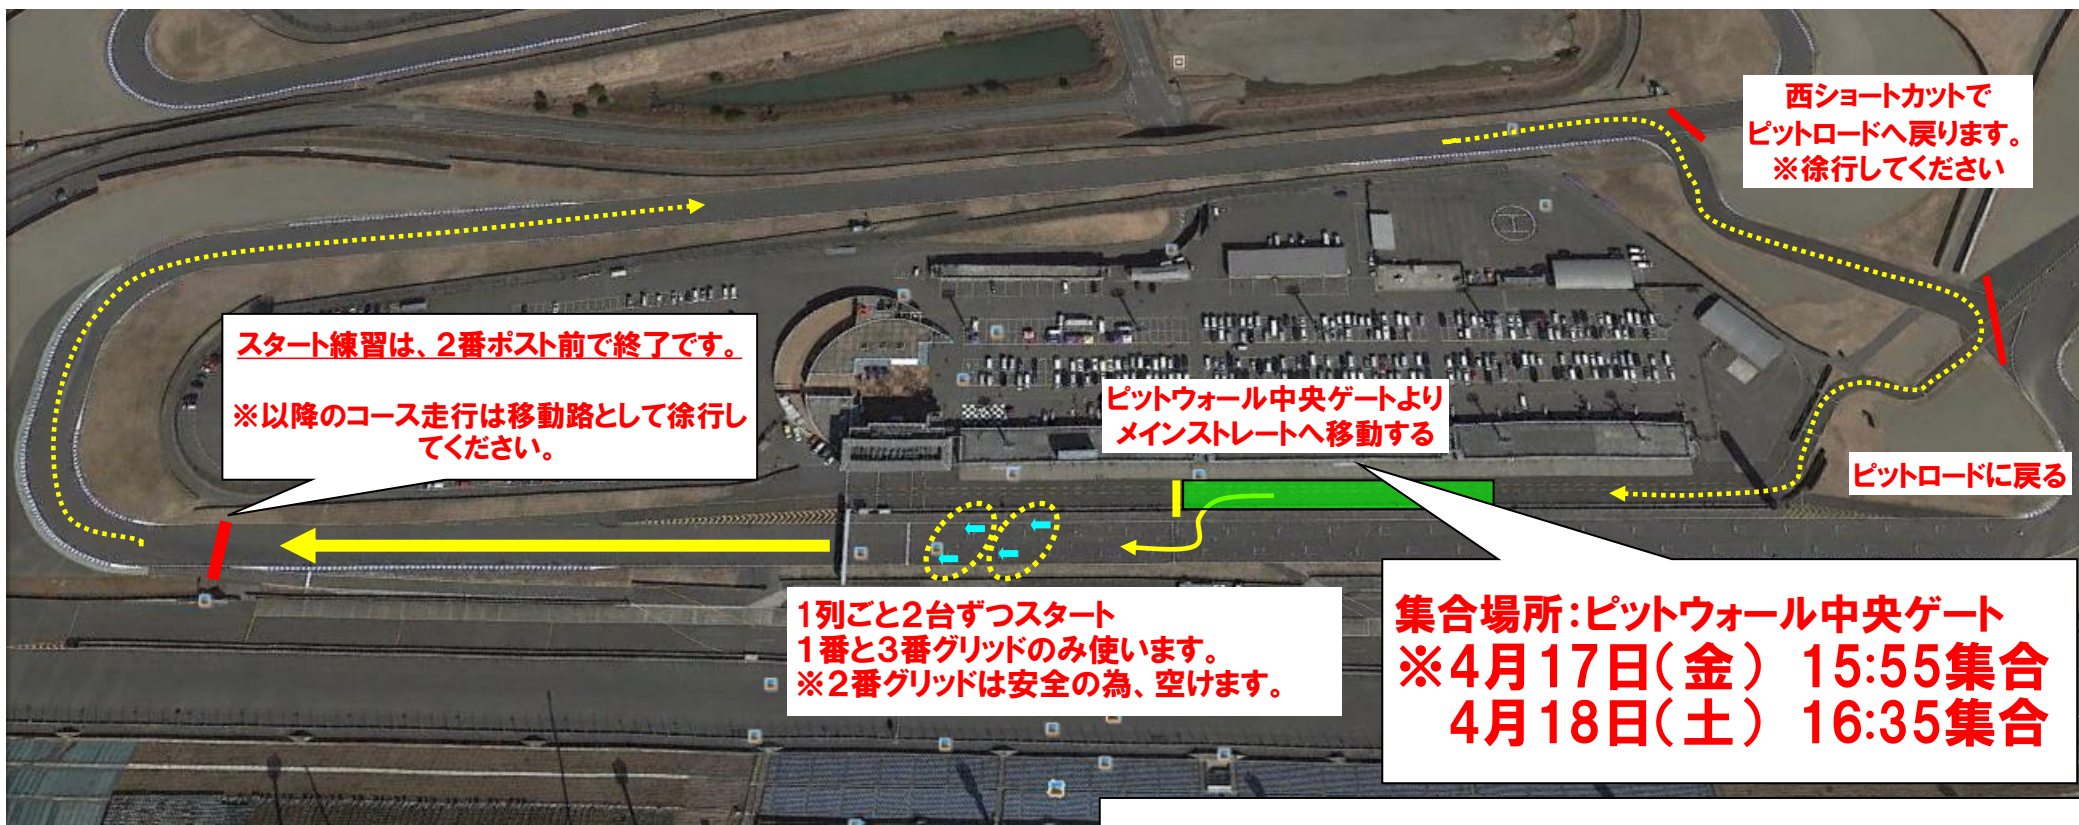 西ショートカットで
ピットロードへ戻ります。
※徐行してください
スタート練習は、2番ポスト前で終了です。
※以降のコース走行は移動路として徐行し
てください。
ピットウォール中央ゲートより
メインストレートへ移動する
ピットロードに戻る
1列ごと2台ずつスタート
1番と3番グリッドのみ使います。
※2番グリッドは安全の為、空けます。
集合場所:ピットウォール中央ゲート
※4月17日(金) 15:55集合
4月18日(土) 16:35集合